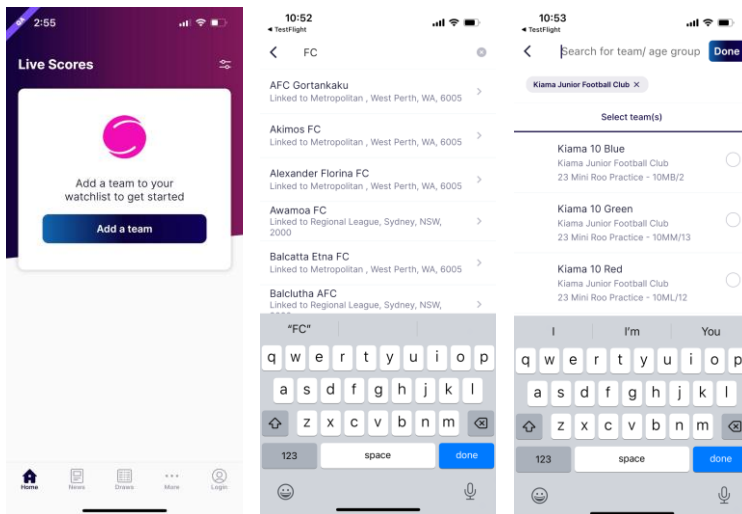 2:55
Live Scores
Add a team to your
watchlist to get started
Add a team
Home
News
Draws
More
Login
10:52
◀ TestFlight
FC
AFC Gortankaku
Linked to Metropolitan , West Perth, WA, 6005
Akimos FC
Linked to Metropolitan , West Perth, WA, 6005
Alexander Florina FC
Linked to Metropolitan , West Perth, WA, 6005
Awamoa FC
Linked to Regional League, Sydney, NSW,
2000
Balcatta Etna FC
Linked to Metropolitan , West Perth, WA, 6005
Balclutha AFC
Linked to Regional League, Sydney, NSW,
"FC"
q w e r t y u i o p
a s d f g h j k l
z x c v b n m
123 space done
10:53
◀ TestFlight
Search for team/ age group Done
Kiama Junior Football Club ×
Select team(s)
Kiama 10 Blue
Kiama Junior Football Club
23 Mini Roo Practice - 10MB/2
Kiama 10 Green
Kiama Junior Football Club
23 Mini Roo Practice - 10MM/13
Kiama 10 Red
Kiama Junior Football Club
23 Mini Roo Practice - 10ML/12
I I'm You
q w e r t y u i o p
a s d f g h j k l
z x c v b n m
123 space done